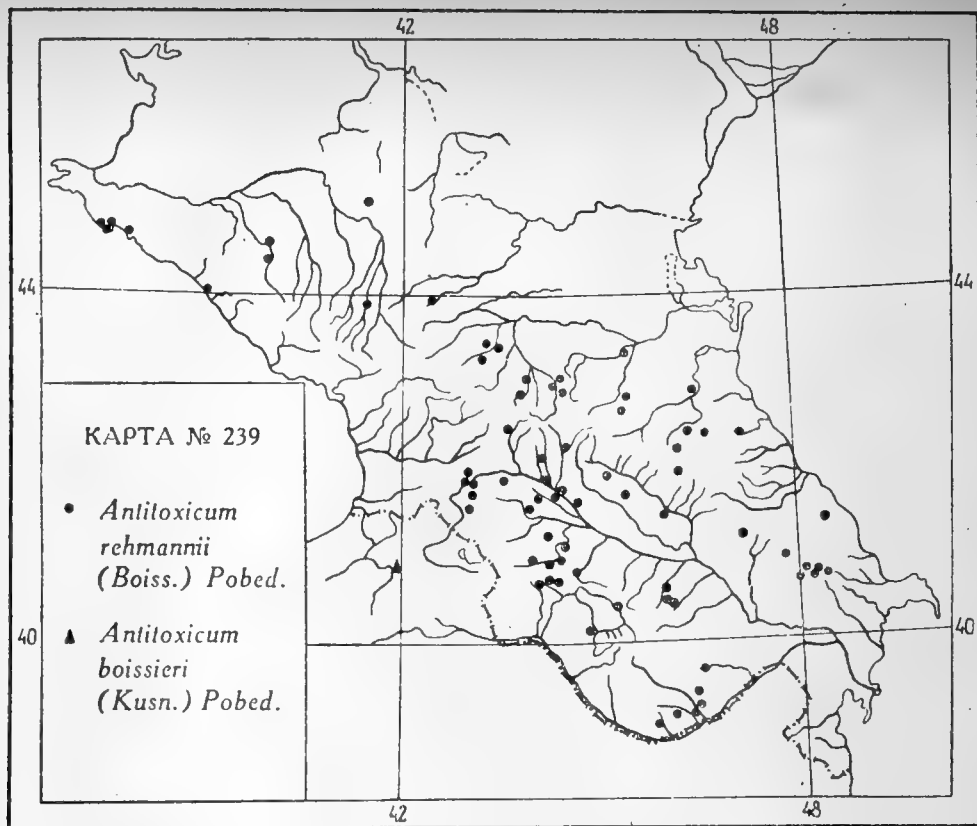 42 48
44 44
КАРТА № 239
Antitoxicum
rehmannii
(Boiss.) Pobed.
Antitoxicum
boissieri
(Kusn.) Pobed.
40 40
42 48